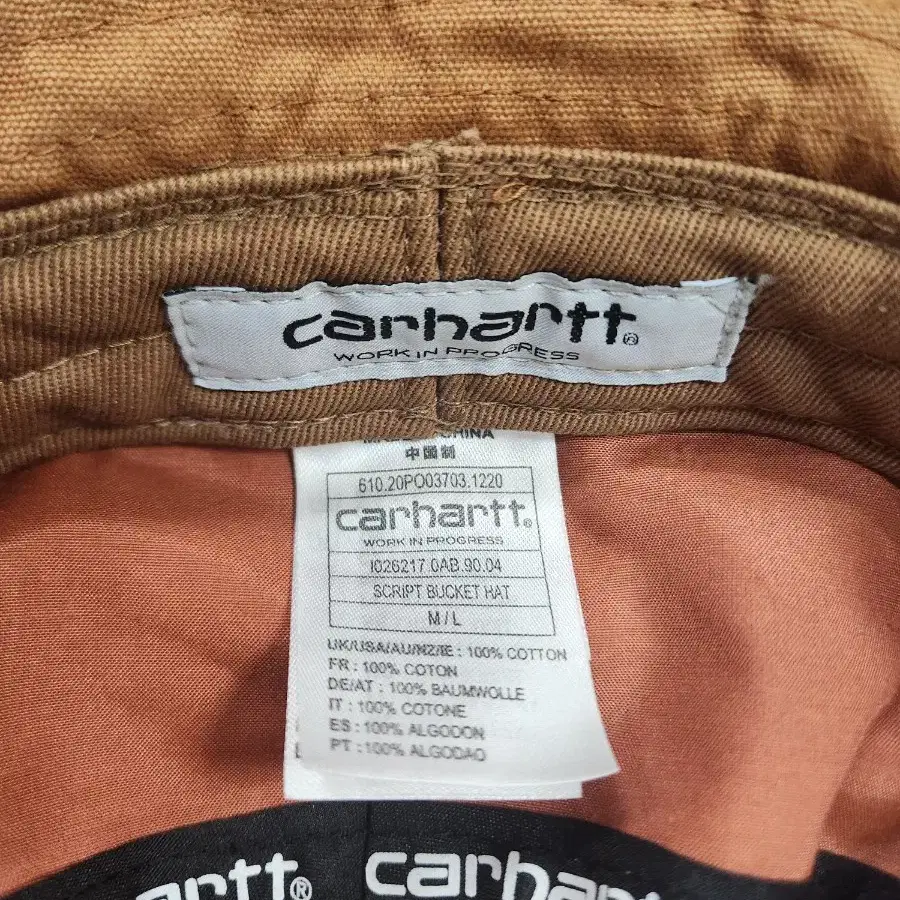 carhartt®
WORK IN PROGRESS
CHINA
中國制
610.20PO03703.1220
carhartt®
WORK IN PROGRESS
I026217.0AB.90.04
SCRIPT BUCKET HAT
M / L
UK/USA/AU/NZ/IE : 100% COTTON
FR : 100% COTON
DE/AT : 100% BAUMWOLLE
IT : 100% COTONE
ES : 100% ALGODON
PT : 100% ALGODAO
artt® carhartt